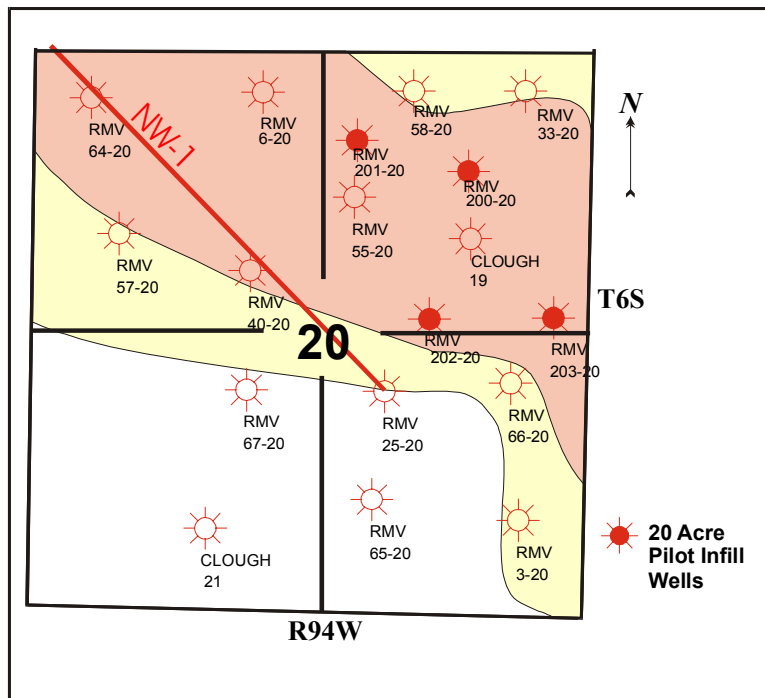 NW-1
RMV
64-20
RMV
6-20
RMV
58-20
RMV
33-20
N
RMV
201-20
RMV
200-20
RMV
55-20
CLOUGH
19
RMV
57-20
RMV
40-20
T6S
20
RMV
202-20
RMV
203-20
RMV
67-20
RMV
25-20
RMV
66-20
CLOUGH
21
RMV
65-20
RMV
3-20
20 Acre
Pilot Infill
Wells
R94W